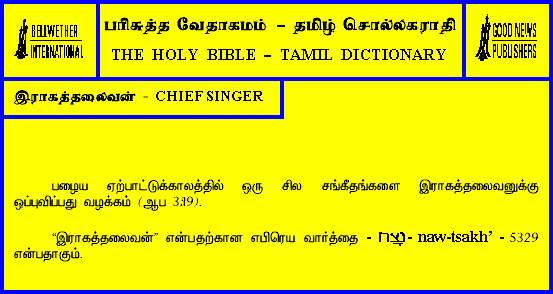 BELLWETHER
INTERNATIONAL
பரிசுத்த வேதாகமம் – தமிழ் சொல்லகராதி
THE HOLY BIBLE – TAMIL DICTIONARY
GOOD NEWS
PUBLISHERS
இராகத்தலைவன் - CHIEF SINGER
பழைய ஏற்பாட்டுக்காலத்தில் ஒரு சில சங்கீதங்களை இராகத்தலைவனுக்கு
ஒப்புவிப்பது வழக்கம் (ஆப 3:19).
“இராகத்தலைவன்” என்பதற்கான எபிரெய வார்த்தை - נָצַח - naw-tsakh’ - 5329
என்பதாகும்.